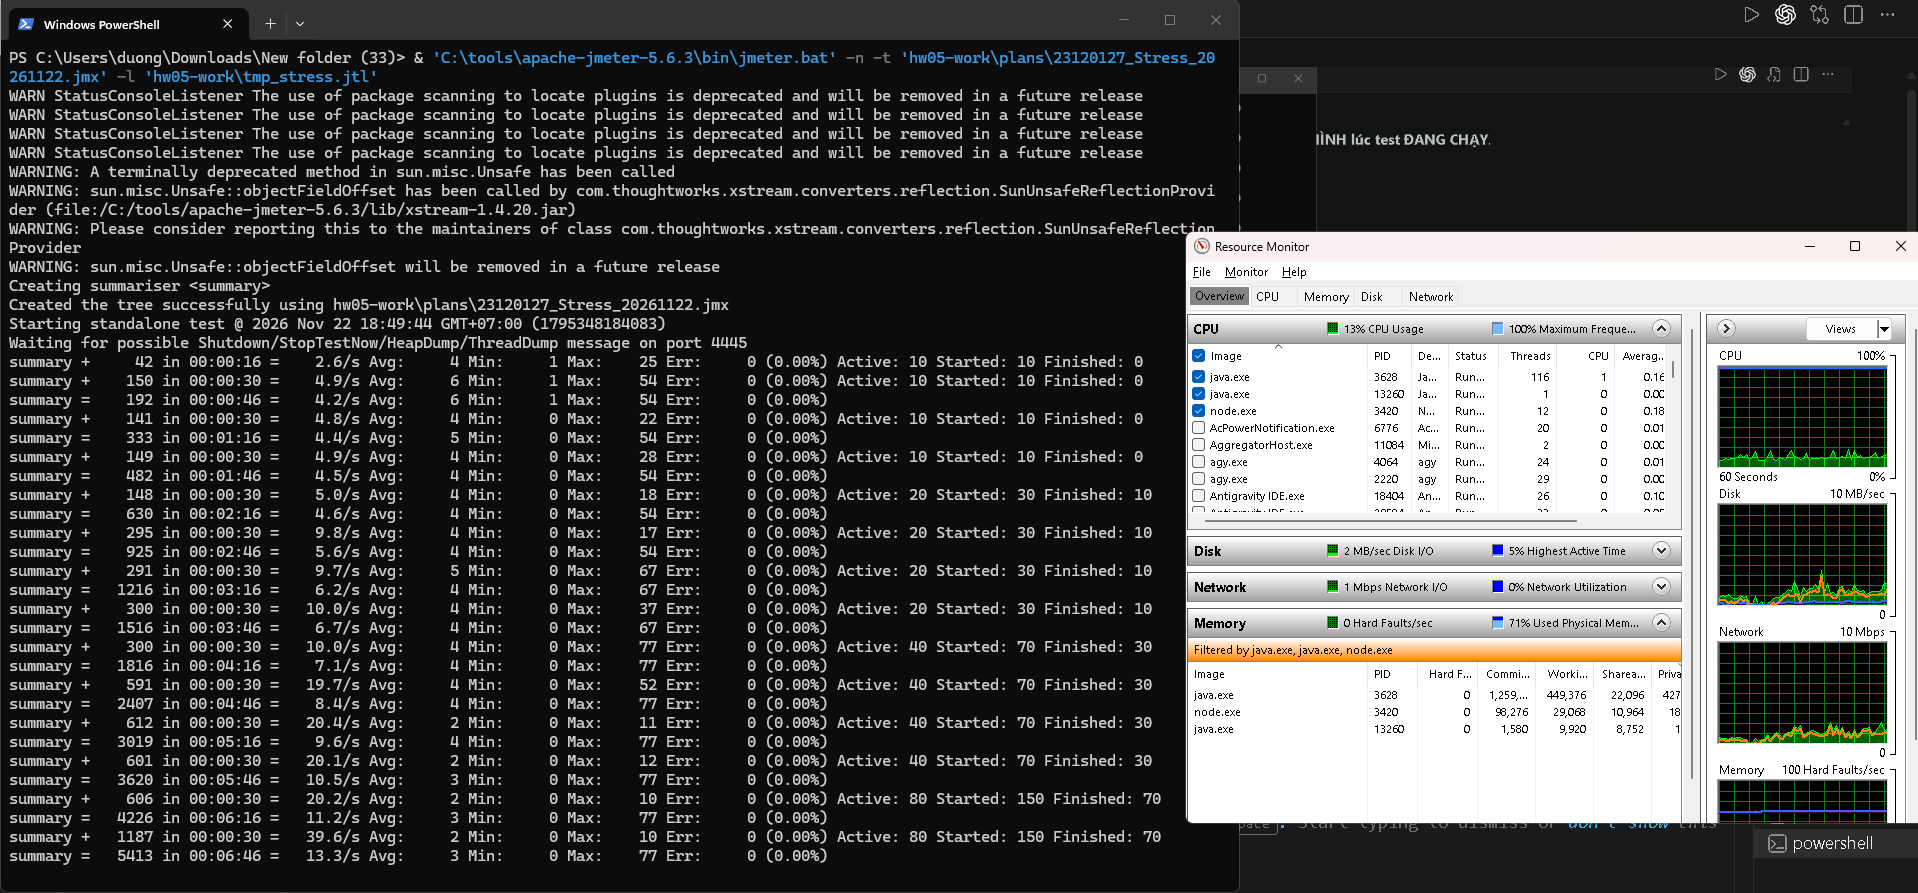 Windows PowerShell
PS C:\Users\duong\Downloads\New folder (33)> & 'C:\tools\apache-jmeter-5.6.3\bin\jmeter.bat' -n -t 'hw05-work\plans\23120127_Stress_20
261122.jmx' -l 'hw05-work\tmp_stress.jtl'
WARN StatusConsoleListener The use of package scanning to locate plugins is deprecated and will be removed in a future release
WARN StatusConsoleListener The use of package scanning to locate plugins is deprecated and will be removed in a future release
WARN StatusConsoleListener The use of package scanning to locate plugins is deprecated and will be removed in a future release
WARN StatusConsoleListener The use of package scanning to locate plugins is deprecated and will be removed in a future release
WARNING: A terminally deprecated method in sun.misc.Unsafe has been called
WARNING: sun.misc.Unsafe::objectFieldOffset has been called by com.thoughtworks.xstream.converters.reflection.SunUnsafeReflectionProvi
der (file:/C:/tools/apache-jmeter-5.6.3/lib/xstream-1.4.20.jar)
WARNING: Please consider reporting this to the maintainers of class com.thoughtworks.xstream.converters.reflection.SunUnsafeReflection
Provider
WARNING: sun.misc.Unsafe::objectFieldOffset will be removed in a future release
Creating summariser <summary>
Created the tree successfully using hw05-work\plans\23120127_Stress_20261122.jmx
Starting standalone test @ 2026 Nov 22 18:49:44 GMT+07:00 (1795348184083)
Waiting for possible Shutdown/StopTestNow/HeapDump/ThreadDump message on port 4445
summary + 42 in 00:00:16 = 2.6/s Avg: 4 Min: 1 Max: 25 Err: 0 (0.00%) Active: 10 Started: 10 Finished: 0
summary + 150 in 00:00:30 = 4.9/s Avg: 6 Min: 1 Max: 54 Err: 0 (0.00%) Active: 10 Started: 10 Finished: 0
summary = 192 in 00:00:46 = 4.2/s Avg: 6 Min: 1 Max: 54 Err: 0 (0.00%)
summary + 141 in 00:00:30 = 4.8/s Avg: 4 Min: 0 Max: 22 Err: 0 (0.00%) Active: 10 Started: 10 Finished: 0
summary = 333 in 00:01:16 = 4.4/s Avg: 5 Min: 0 Max: 54 Err: 0 (0.00%)
summary + 149 in 00:00:30 = 4.9/s Avg: 4 Min: 0 Max: 28 Err: 0 (0.00%) Active: 10 Started: 10 Finished: 0
summary = 482 in 00:01:46 = 4.5/s Avg: 4 Min: 0 Max: 54 Err: 0 (0.00%)
summary + 148 in 00:00:30 = 5.0/s Avg: 4 Min: 0 Max: 18 Err: 0 (0.00%) Active: 20 Started: 30 Finished: 10
summary = 630 in 00:02:16 = 4.6/s Avg: 4 Min: 0 Max: 54 Err: 0 (0.00%)
summary + 295 in 00:00:30 = 9.8/s Avg: 4 Min: 0 Max: 17 Err: 0 (0.00%) Active: 20 Started: 30 Finished: 10
summary = 925 in 00:02:46 = 5.6/s Avg: 4 Min: 0 Max: 54 Err: 0 (0.00%)
summary + 291 in 00:00:30 = 9.7/s Avg: 5 Min: 0 Max: 67 Err: 0 (0.00%) Active: 20 Started: 30 Finished: 10
summary = 1216 in 00:03:16 = 6.2/s Avg: 4 Min: 0 Max: 67 Err: 0 (0.00%)
summary + 300 in 00:00:30 = 10.0/s Avg: 4 Min: 0 Max: 37 Err: 0 (0.00%) Active: 20 Started: 30 Finished: 10
summary = 1516 in 00:03:46 = 6.7/s Avg: 4 Min: 0 Max: 67 Err: 0 (0.00%)
summary + 300 in 00:00:30 = 10.0/s Avg: 4 Min: 0 Max: 77 Err: 0 (0.00%) Active: 40 Started: 70 Finished: 30
summary = 1816 in 00:04:16 = 7.1/s Avg: 4 Min: 0 Max: 77 Err: 0 (0.00%)
summary + 591 in 00:00:30 = 19.7/s Avg: 4 Min: 0 Max: 52 Err: 0 (0.00%) Active: 40 Started: 70 Finished: 30
summary = 2407 in 00:04:46 = 8.4/s Avg: 4 Min: 0 Max: 77 Err: 0 (0.00%)
summary + 612 in 00:00:30 = 20.4/s Avg: 2 Min: 0 Max: 11 Err: 0 (0.00%) Active: 40 Started: 70 Finished: 30
summary = 3019 in 00:05:16 = 9.6/s Avg: 4 Min: 0 Max: 77 Err: 0 (0.00%)
summary + 601 in 00:00:30 = 20.1/s Avg: 2 Min: 0 Max: 12 Err: 0 (0.00%) Active: 40 Started: 70 Finished: 30
summary = 3620 in 00:05:46 = 10.5/s Avg: 3 Min: 0 Max: 77 Err: 0 (0.00%)
summary + 606 in 00:00:30 = 20.2/s Avg: 2 Min: 0 Max: 10 Err: 0 (0.00%) Active: 80 Started: 150 Finished: 70
summary = 4226 in 00:06:16 = 11.2/s Avg: 3 Min: 0 Max: 77 Err: 0 (0.00%)
summary + 1187 in 00:00:30 = 39.6/s Avg: 2 Min: 0 Max: 10 Err: 0 (0.00%) Active: 80 Started: 150 Finished: 70
summary = 5413 in 00:06:46 = 13.3/s Avg: 3 Min: 0 Max: 77 Err: 0 (0.00%)
lúc test ĐANG CHẠY.
Resource Monitor
File Monitor Help
Overview CPU Memory Disk Network
CPU 13% CPU Usage 100% Maximum Freque...
Image PID De... Status Threads CPU Averag..
java.exe 3628 Ja... Run... 116 1 0.16
java.exe 13260 Ja... Run... 1 0 0.00
node.exe 3420 N... Run... 12 0 0.18
AcPowerNotification.exe 6776 Ac... Run... 20 0 0.01
AggregatorHost.exe 11084 Mi... Run... 2 0 0.00
agy.exe 4064 agy Run... 24 0 0.01
agy.exe 2220 agy Run... 29 0 0.00
Antigravity IDE.exe 18404 An... Run... 26 0 0.10
Disk 2 MB/sec Disk I/O 5% Highest Active Time
Network 1 Mbps Network I/O 0% Network Utilization
Memory 0 Hard Faults/sec 71% Used Physical Mem...
Filtered by java.exe, java.exe, node.exe
Image PID Hard F... Commi... Worki... Sharea... Priva
java.exe 3628 0 1,259,... 449,376 22,096 427
node.exe 3420 0 98,276 29,068 10,964 18
java.exe 13260 0 1,580 9,920 8,752 1
Views
CPU 100%
60 Seconds 0%
Disk 10 MB/sec
0
Network 10 Mbps
0
Memory 100 Hard Faults/sec
powershell